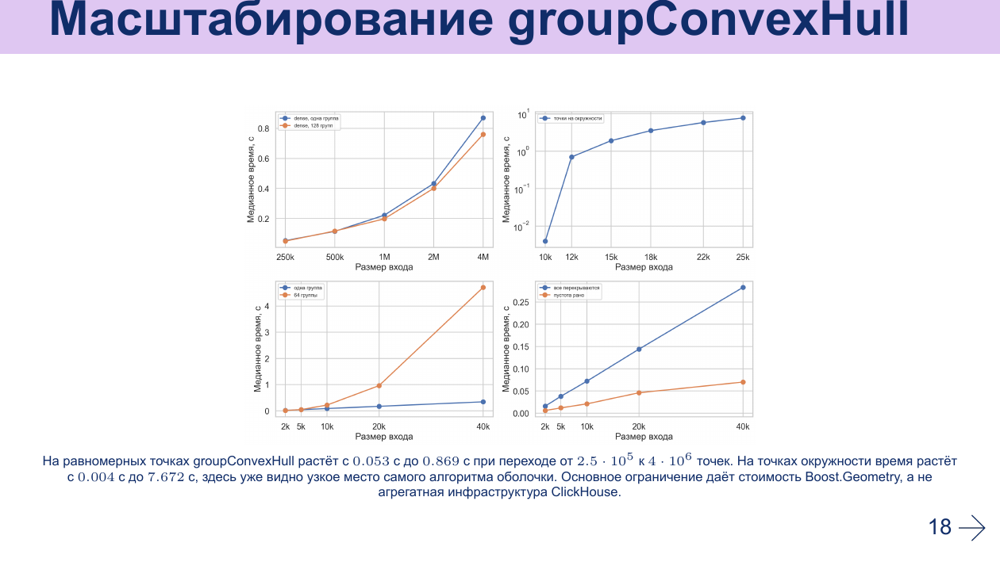 Масштабирование groupConvexHull
dense, одна группа
dense, 128 групп
Медианное время, с
0.8
0.6
0.4
0.2
250k 500k 1M 2M 4M
Размер входа
точки на окружности
Медианное время, с
10^1
10^0
10^−1
10^−2
10k 12k 15k 18k 22k 25k
Размер входа
одна группа
64 группы
Медианное время, с
4
3
2
1
0
2k 5k 10k 20k 40k
Размер входа
все перекрываются
пустота рано
Медианное время, с
0.25
0.20
0.15
0.10
0.05
0.00
2k 5k 10k 20k 40k
Размер входа
На равномерных точках groupConvexHull растёт с 0.053 с до 0.869 с при переходе от 2.5 · 10^5 к 4 · 10^6 точек. На точках окружности время растёт
с 0.004 с до 7.672 с, здесь уже видно узкое место самого алгоритма оболочки. Основное ограничение даёт стоимость Boost.Geometry, а не
агрегатная инфраструктура ClickHouse.
18